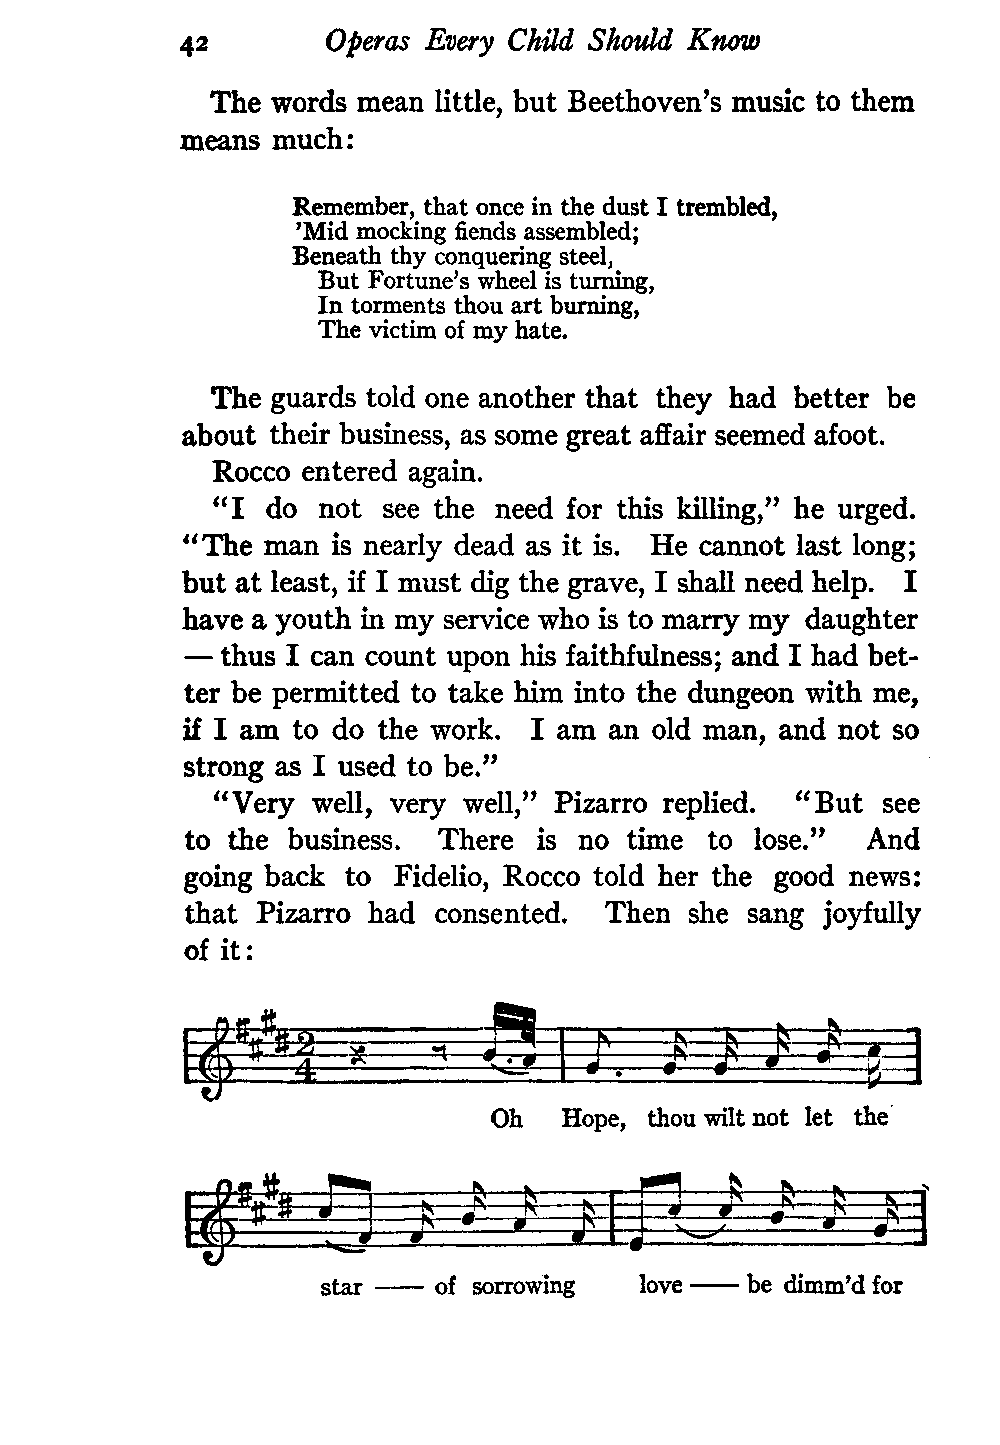 42 Operas Every Child Should Know
The words mean little, but Beethoven's music to them
means much:
Remember, that once in the dust I trembled,
'Mid mocking fiends assembled;
Beneath thy conquering steel,
But Fortune's wheel is turning,
In torments thou art burning,
The victim of my hate.
The guards told one another that they had better be
about their business, as some great affair seemed afoot.
Rocco entered again.
"I do not see the need for this killing," he urged.
"The man is nearly dead as it is. He cannot last long;
but at least, if I must dig the grave, I shall need help. I
have a youth in my service who is to marry my daughter
— thus I can count upon his faithfulness; and I had bet-
ter be permitted to take him into the dungeon with me,
if I am to do the work. I am an old man, and not so
strong as I used to be."
"Very well, very well," Pizarro replied. "But see
to the business. There is no time to lose." And
going back to Fidelio, Rocco told her the good news:
that Pizarro had consented. Then she sang joyfully
of it:
2
4
Oh Hope, thou wilt not let the
star — of sorrowing love — be dimm'd for